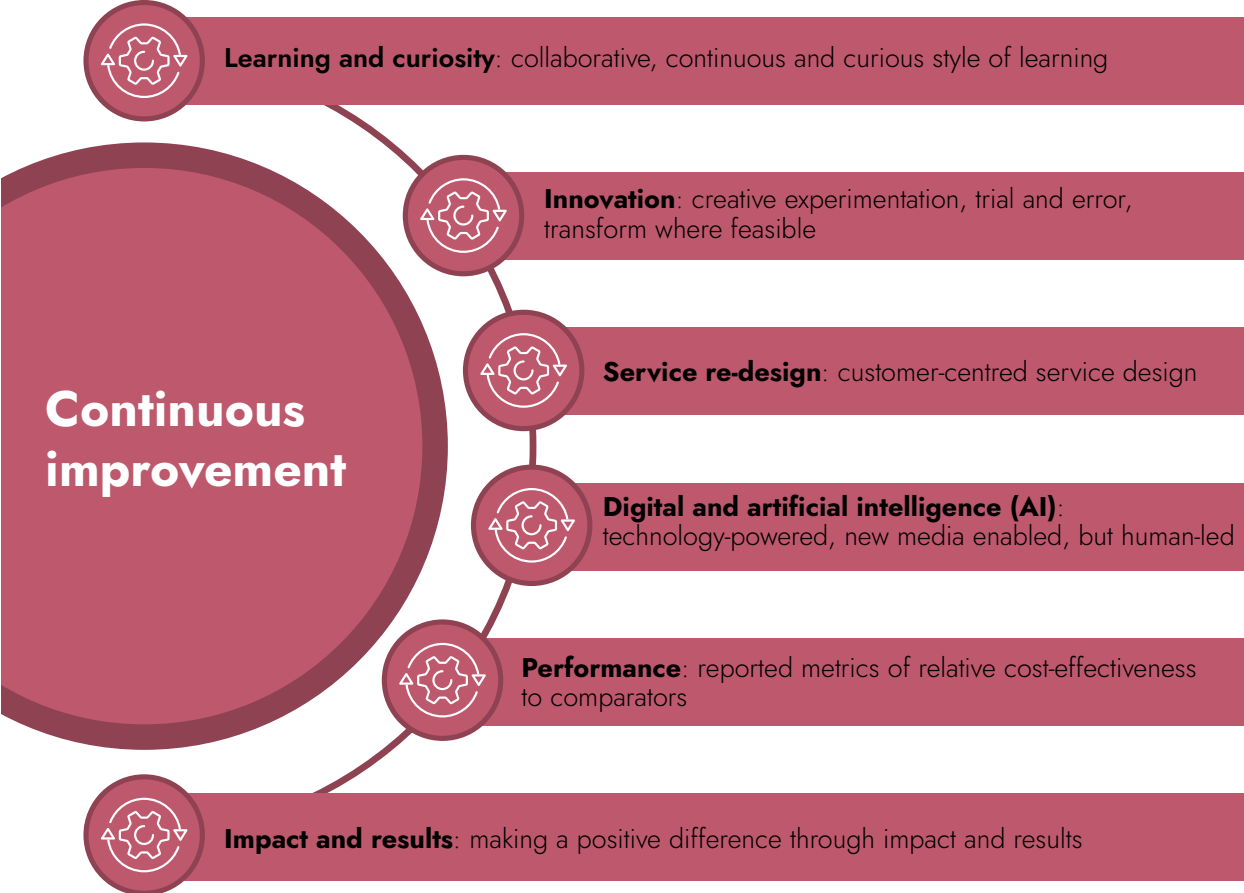 Learning and curiosity: collaborative, continuous and curious style of learning
Innovation: creative experimentation, trial and error,
transform where feasible
Service re-design: customer-centred service design
Continuous
improvement
Digital and artificial intelligence (AI):
technology-powered, new media enabled, but human-led
Performance: reported metrics of relative cost-effectiveness
to comparators
Impact and results: making a positive difference through impact and results